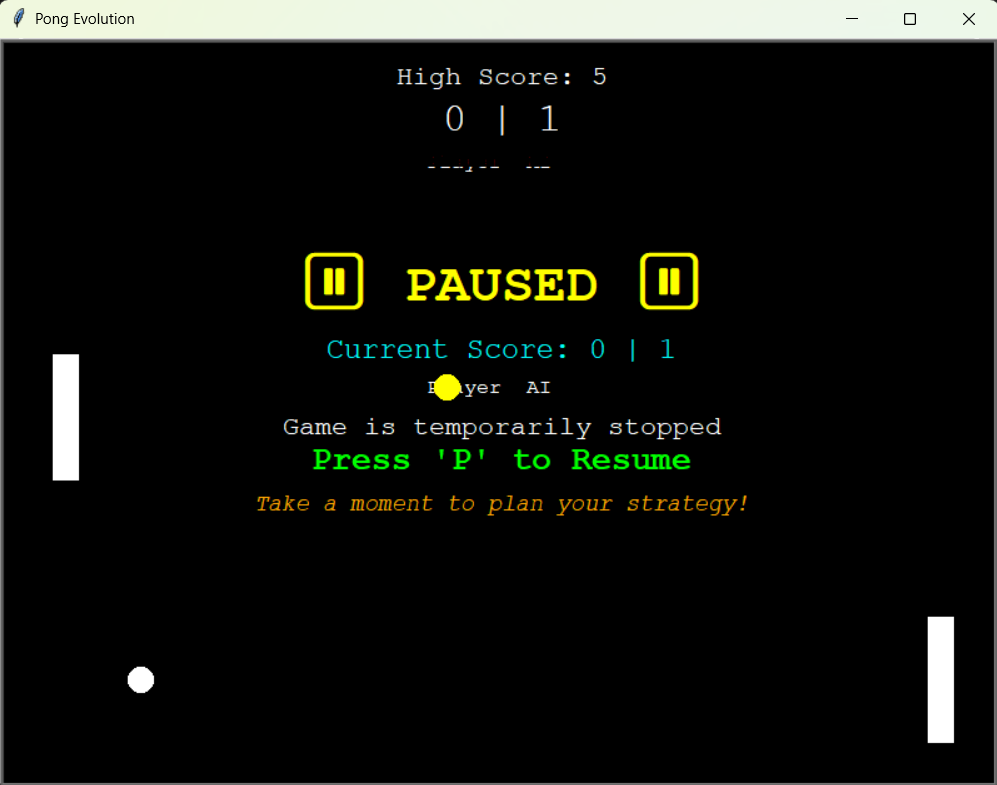 Pong Evolution
High Score: 5
0 | 1
PAUSED
Current Score: 0 | 1
AI
Game is temporarily stopped
Press 'P' to Resume
Take a moment to plan your strategy!